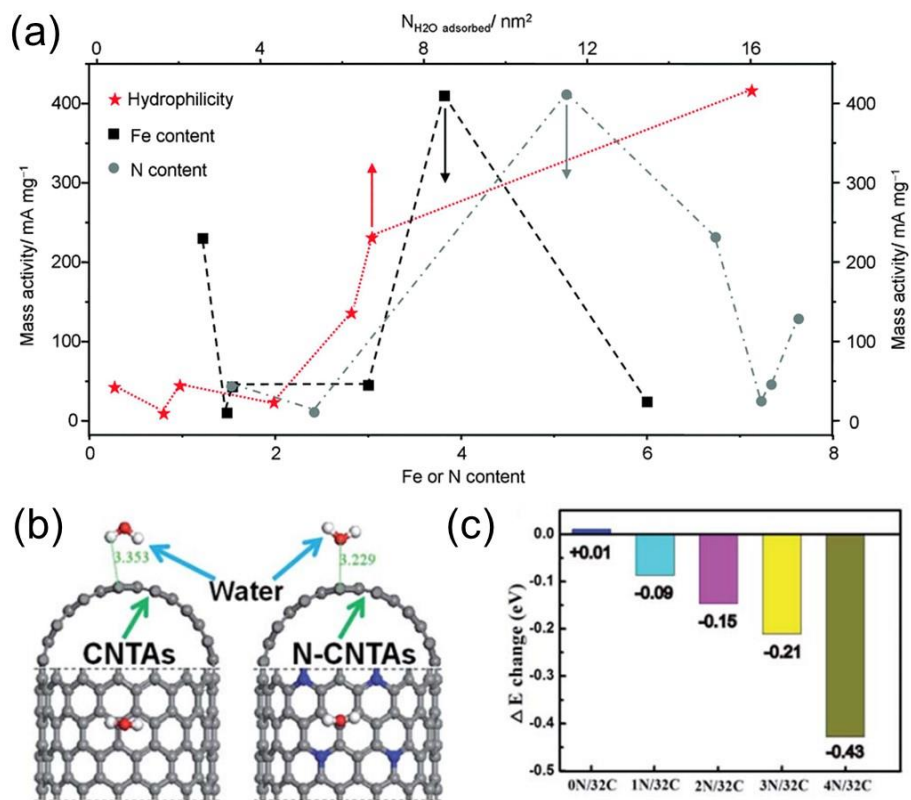 (a)
N_H2O adsorbed/ nm²
0 4 8 12 16
Mass activity/ mA mg⁻¹
400
300
200
100
0
Hydrophilicity
Fe content
N content
400
300
200
100
0
Mass activity/ mA mg⁻¹
0 2 4 6 8
Fe or N content
(b)
3.353
3.229
Water
CNTAs
N-CNTAs
(c)
Δ E change (eV)
0.0
-0.1
-0.2
-0.3
-0.4
-0.5
+0.01
-0.09
-0.15
-0.21
-0.43
0N/32C 1N/32C 2N/32C 3N/32C 4N/32C